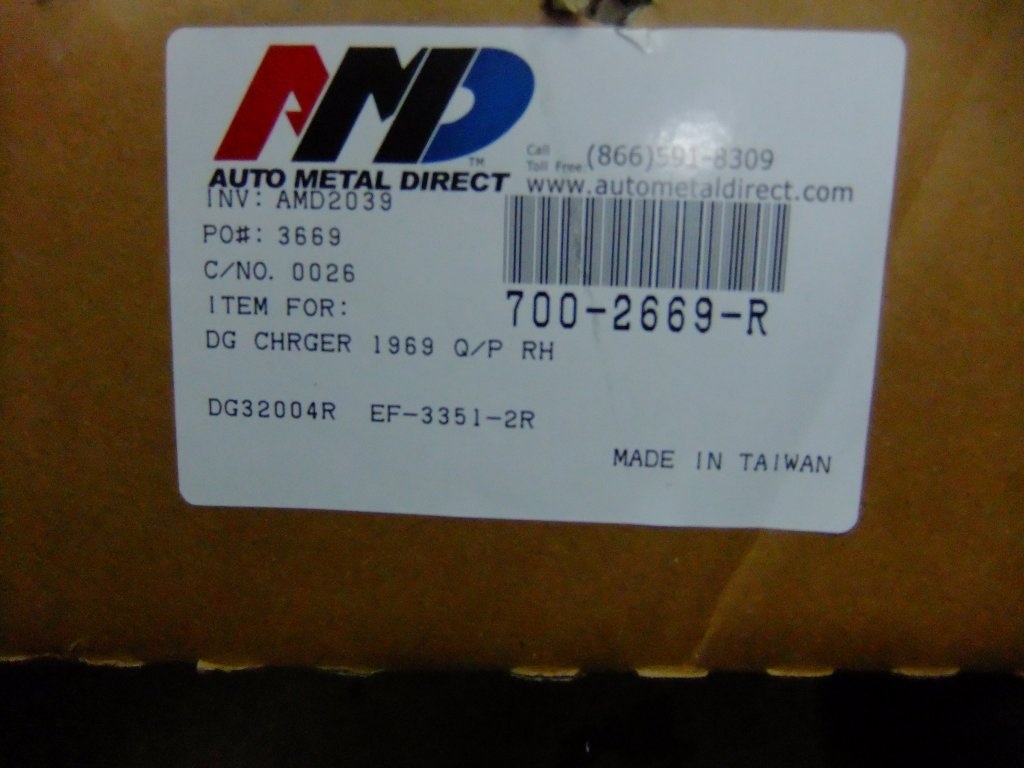 AMD™
AUTO METAL DIRECT
Call Toll Free (866)591-8309
www.autometaldirect.com
INV: AMD2039
PO#: 3669
C/NO. 0026
ITEM FOR:
700-2669-R
DG CHRGER 1969 Q/P RH
DG32004R EF-3351-2R
MADE IN TAIWAN